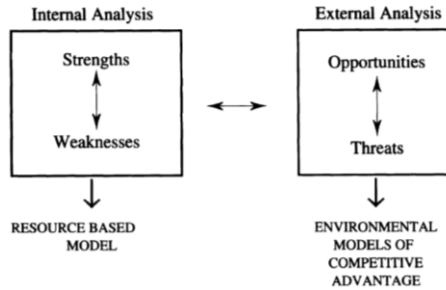 Internal Analysis
Strengths
Weaknesses
RESOURCE BASED
MODEL
External Analysis
Opportunities
Threats
ENVIRONMENTAL
MODELS OF
COMPETITIVE
ADVANTAGE